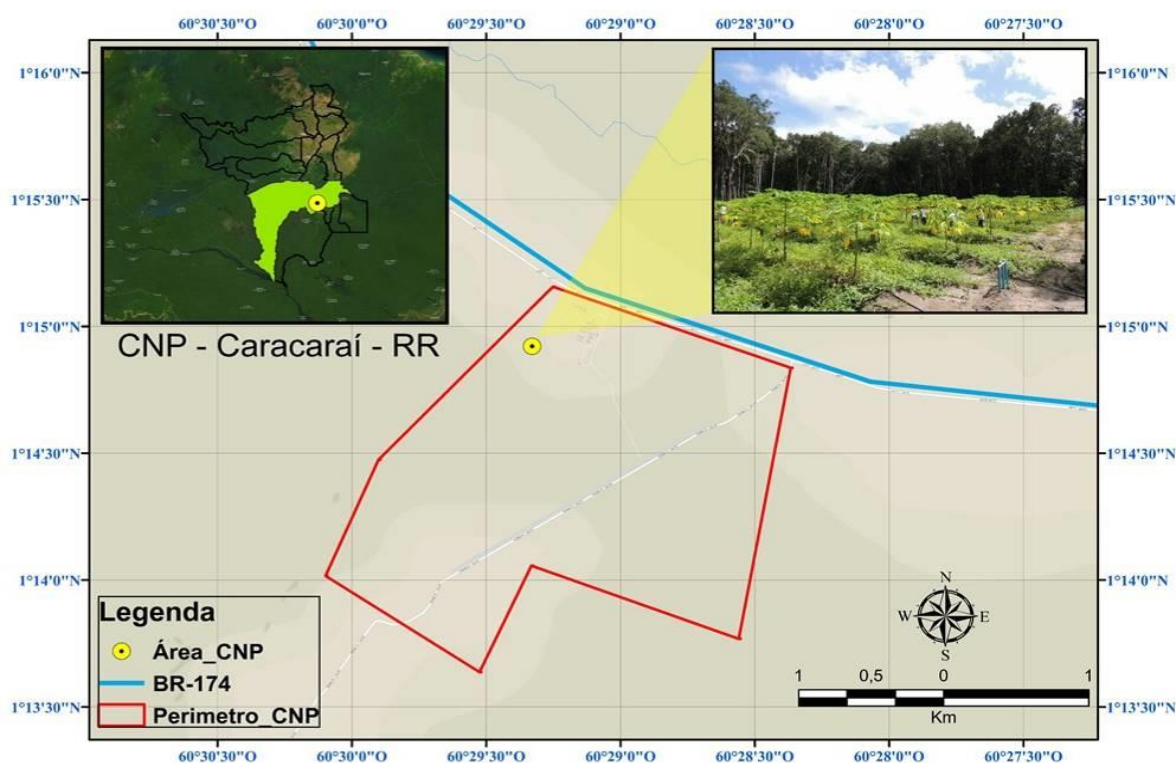 60°30'30"O 60°30'0"O 60°29'30"O 60°29'0"O 60°28'30"O 60°28'0"O 60°27'30"O
1°16'0"N 1°16'0"N
1°15'30"N 1°15'30"N
1°15'0"N 1°15'0"N
CNP - Caracaraí - RR
1°14'30"N 1°14'30"N
1°14'0"N 1°14'0"N
N
W E
S
Legenda
Área_CNP
BR-174
Perimetro_CNP
1 0,5 0 1
Km
1°13'30"N 1°13'30"N
60°30'30"O 60°30'0"O 60°29'30"O 60°29'0"O 60°28'30"O 60°28'0"O 60°27'30"O